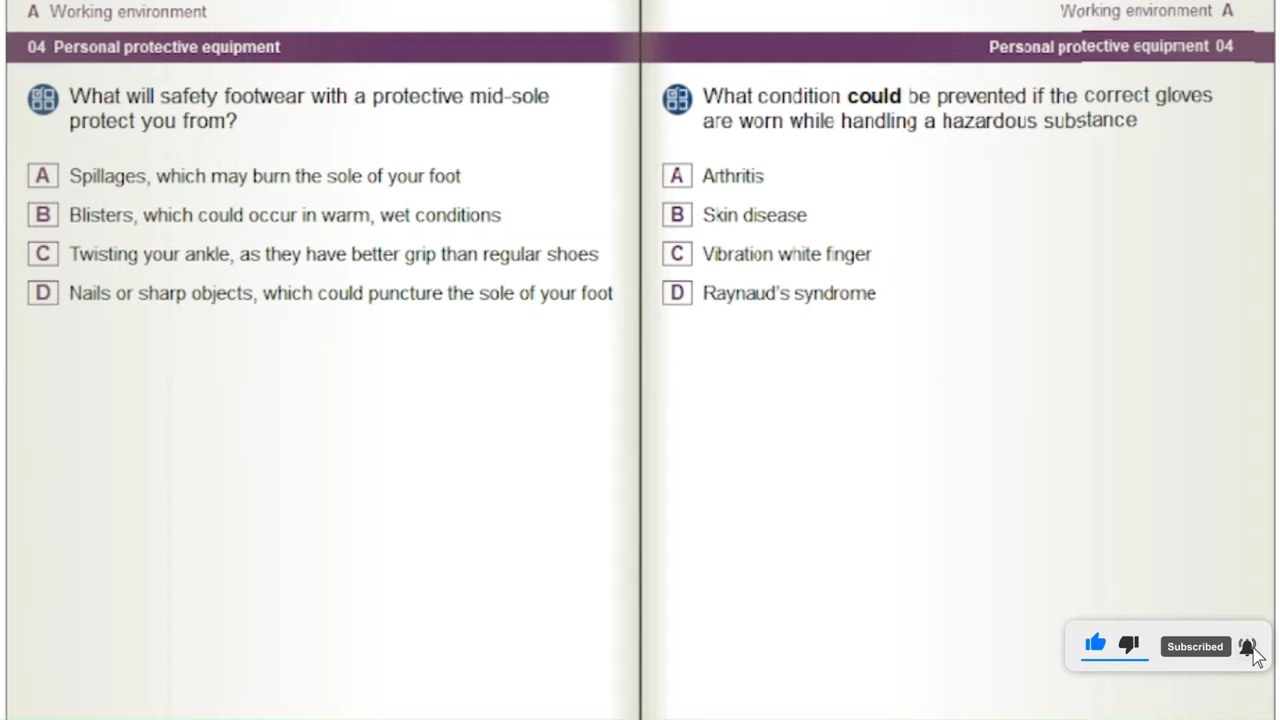 A Working environment
04 Personal protective equipment
What will safety footwear with a protective mid-sole
protect you from?
A Spillages, which may burn the sole of your foot
B Blisters, which could occur in warm, wet conditions
C Twisting your ankle, as they have better grip than regular shoes
D Nails or sharp objects, which could puncture the sole of your foot
Working environment A
Personal protective equipment 04
What condition could be prevented if the correct gloves
are worn while handling a hazardous substance
A Arthritis
B Skin disease
C Vibration white finger
D Raynaud's syndrome
Subscribed